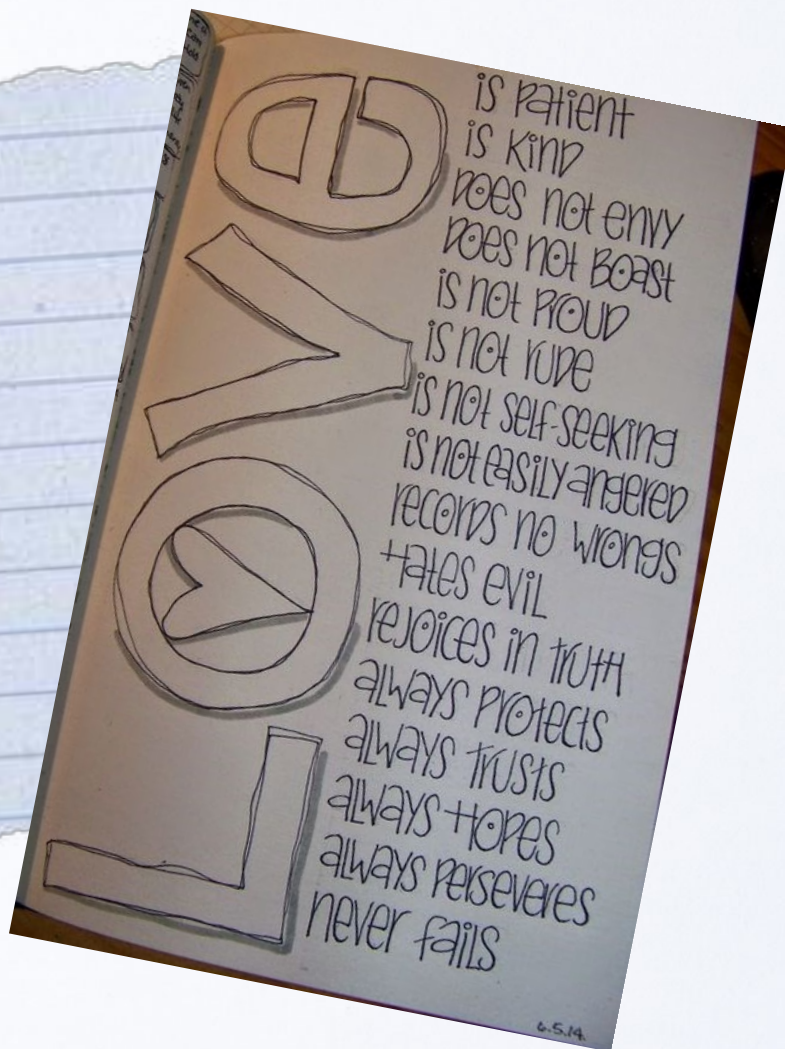 Love
is patient
is kind
does not envy
does not boast
is not proud
is not rude
is not self-seeking
is not easily angered
records no wrongs
Hates evil
rejoices in truth
always protects
always trusts
always Hopes
always perseveres
never fails
6.5.14.